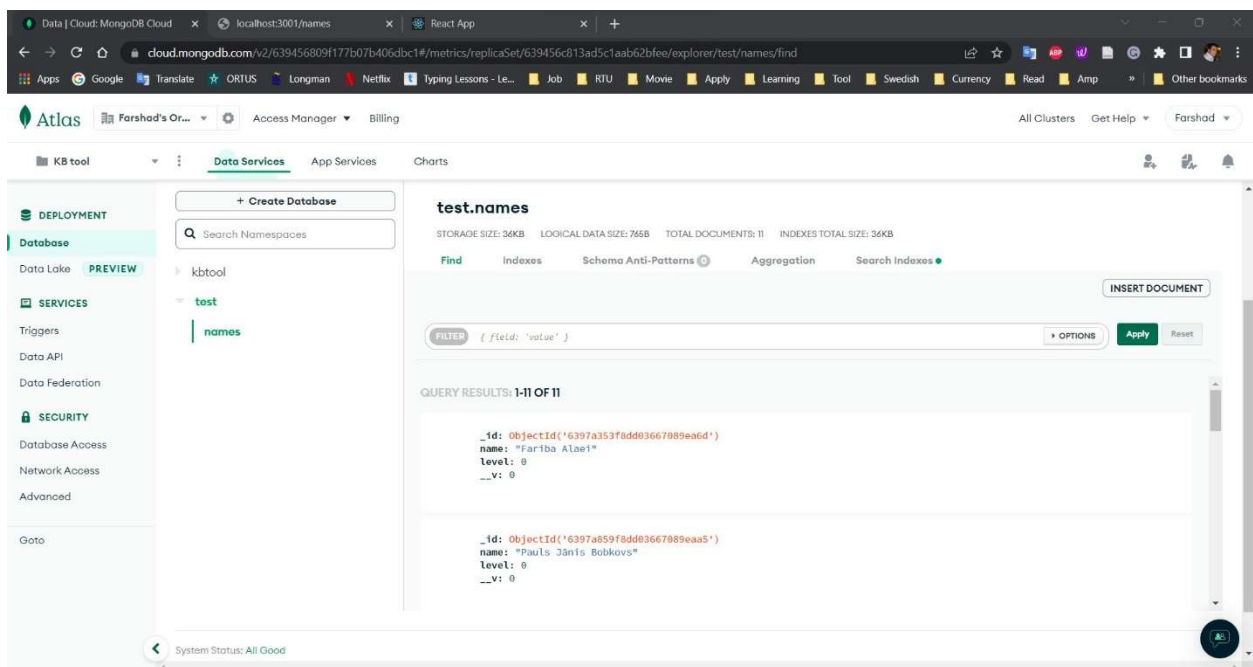 Data | Cloud: MongoDB Cloud localhost:3001/names React App
cloud.mongodb.com/v2/639456809f177b07b406dbc1#/metrics/replicaSet/639456c813ad5c1aab62bfee/explorer/test/names/find
Apps Google Translate ORTUS Longman Netflix Typing Lessons - Le... Job RTU Movie Apply Learning Tool Swedish Currency Read Amp » Other bookmarks
Atlas Farshad's Or... Access Manager Billing All Clusters Get Help Farshad
KB tool Data Services App Services Charts
DEPLOYMENT
Database
Data Lake PREVIEW
SERVICES
Triggers
Data API
Data Federation
SECURITY
Database Access
Network Access
Advanced
Goto
+ Create Database
Search Namespaces
kbtool
test
names
test.names
STORAGE SIZE: 36KB LOGICAL DATA SIZE: 765B TOTAL DOCUMENTS: 11 INDEXES TOTAL SIZE: 36KB
Find Indexes Schema Anti-Patterns 0 Aggregation Search Indexes
INSERT DOCUMENT
FILTER { field: 'value' } OPTIONS Apply Reset
QUERY RESULTS: 1-11 OF 11
_id: ObjectId('6397a353f8dd03667089ea6d')
name: "Fariba Alaei"
level: 0
__v: 0
_id: ObjectId('6397a859f8dd03667089eaa5')
name: "Pauls Jānis Bobkovs"
level: 0
__v: 0
System Status: All Good